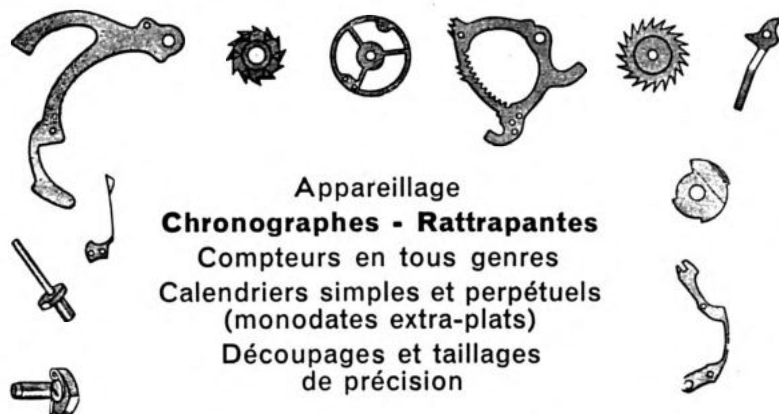 Appareillage
Chronographes - Rattrapantes
Compteurs en tous genres
Calendriers simples et perpétuels
(monodates extra-plats)
Découpages et taillages
de précision